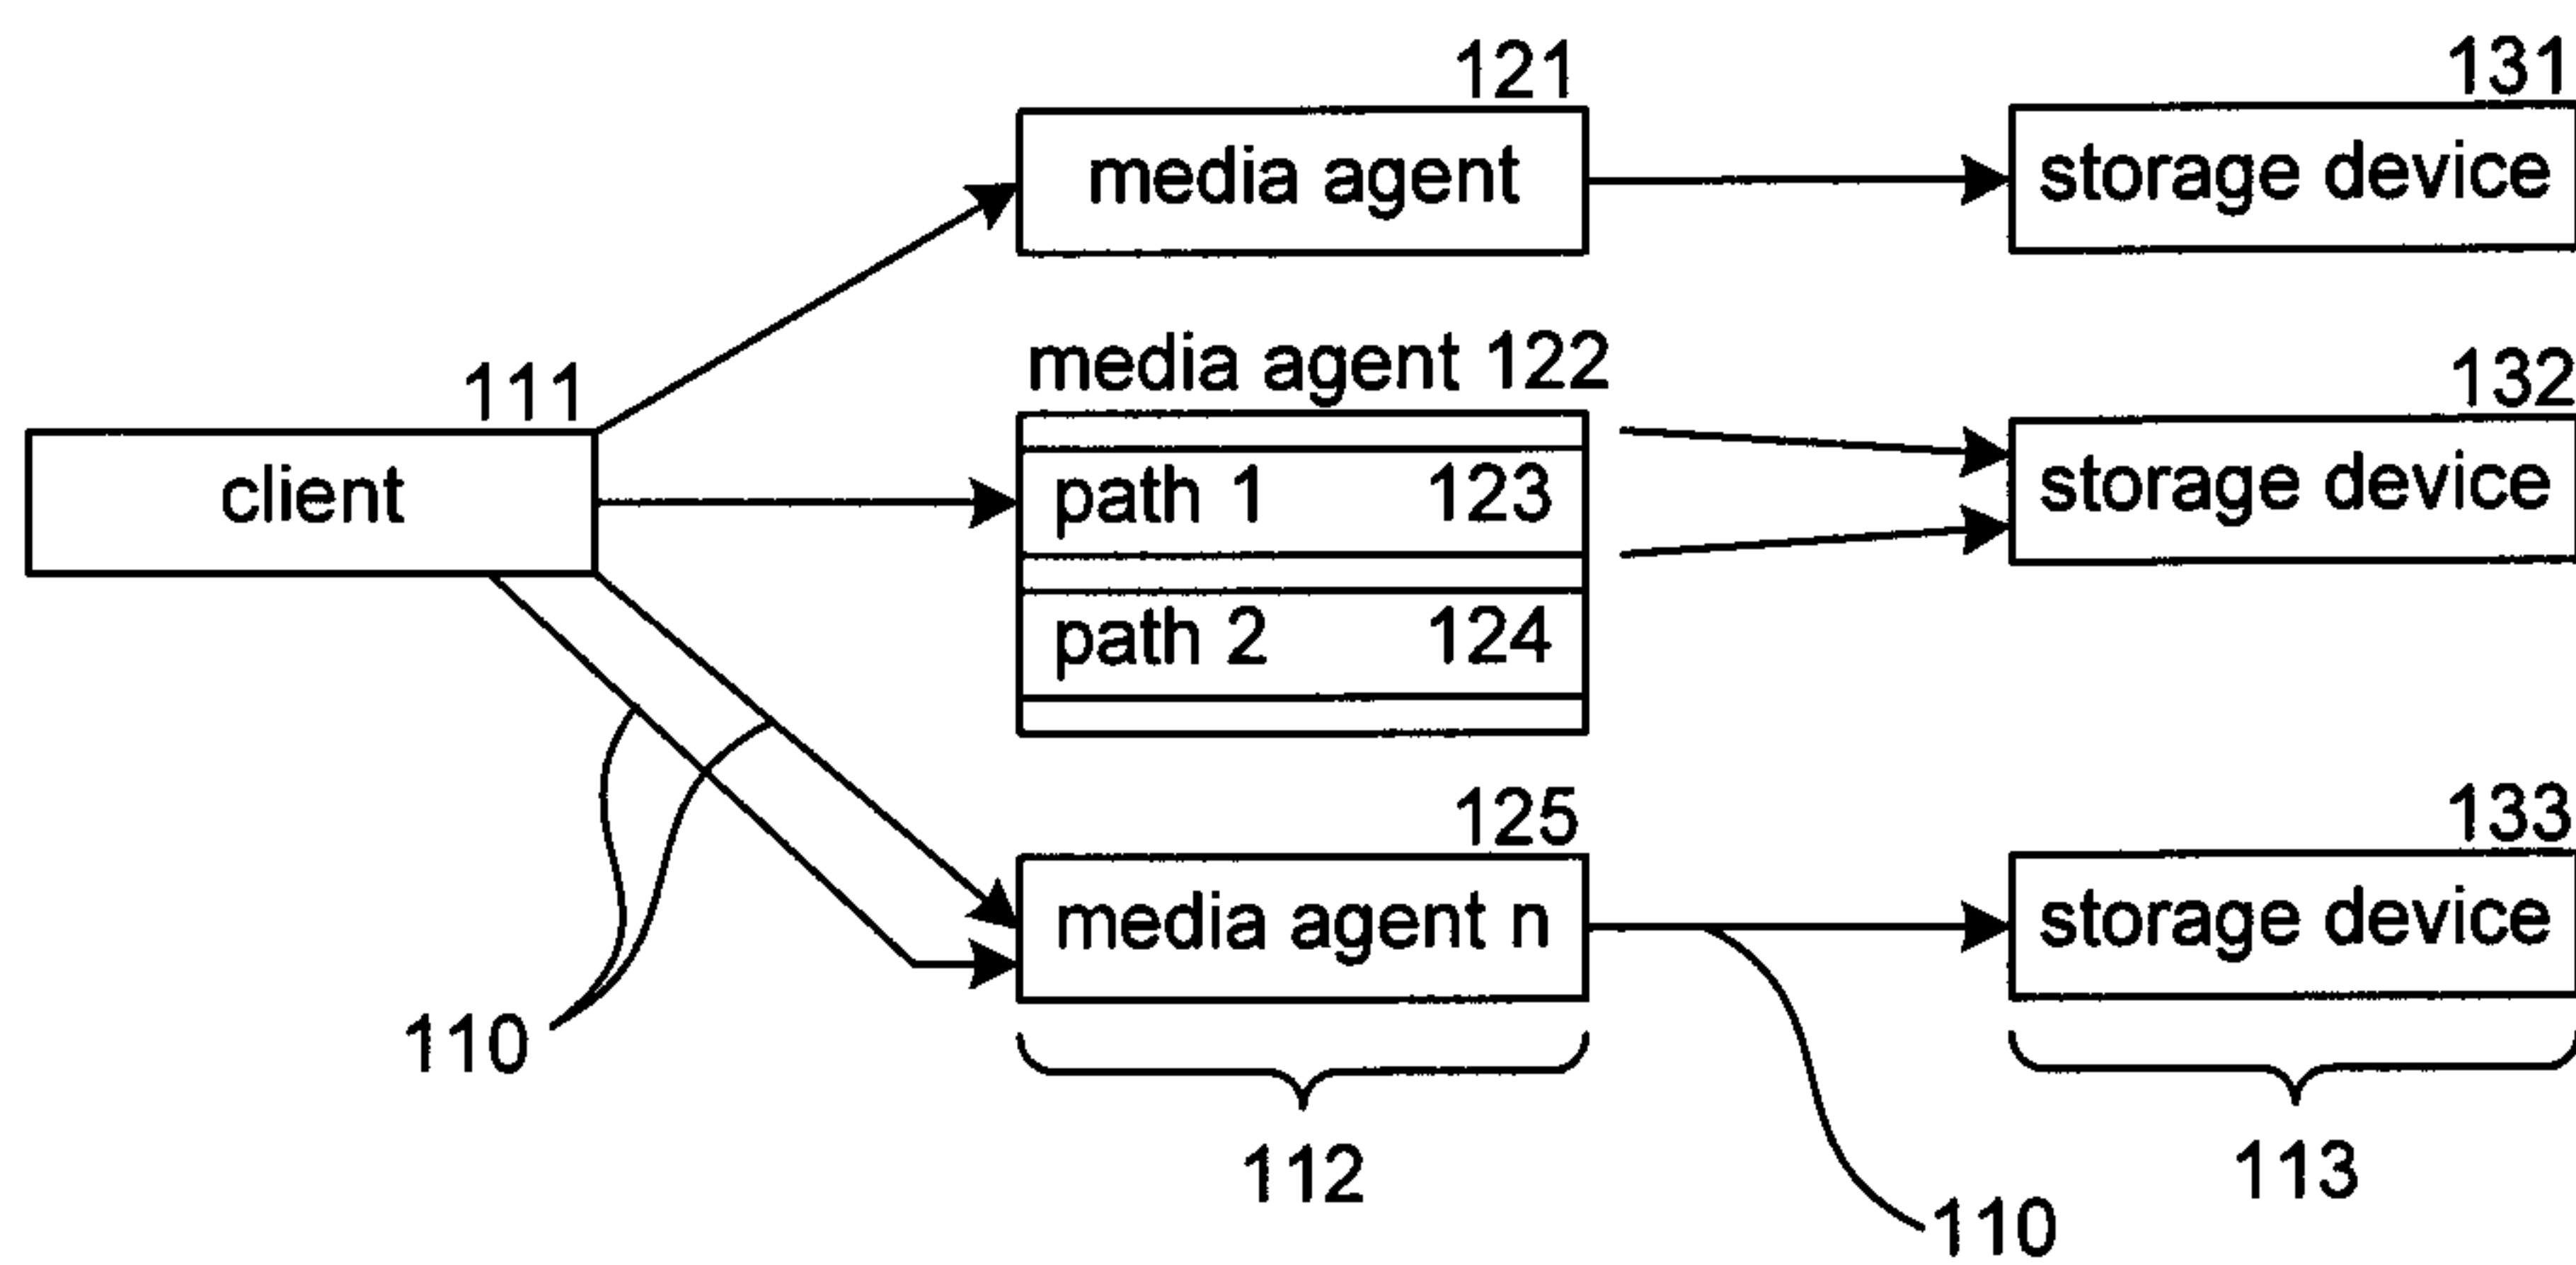 121
131
media agent
storage device
media agent 122
111
132
client
path 1 123
storage device
path 2 124
125
133
media agent n
storage device
110
112
113
110